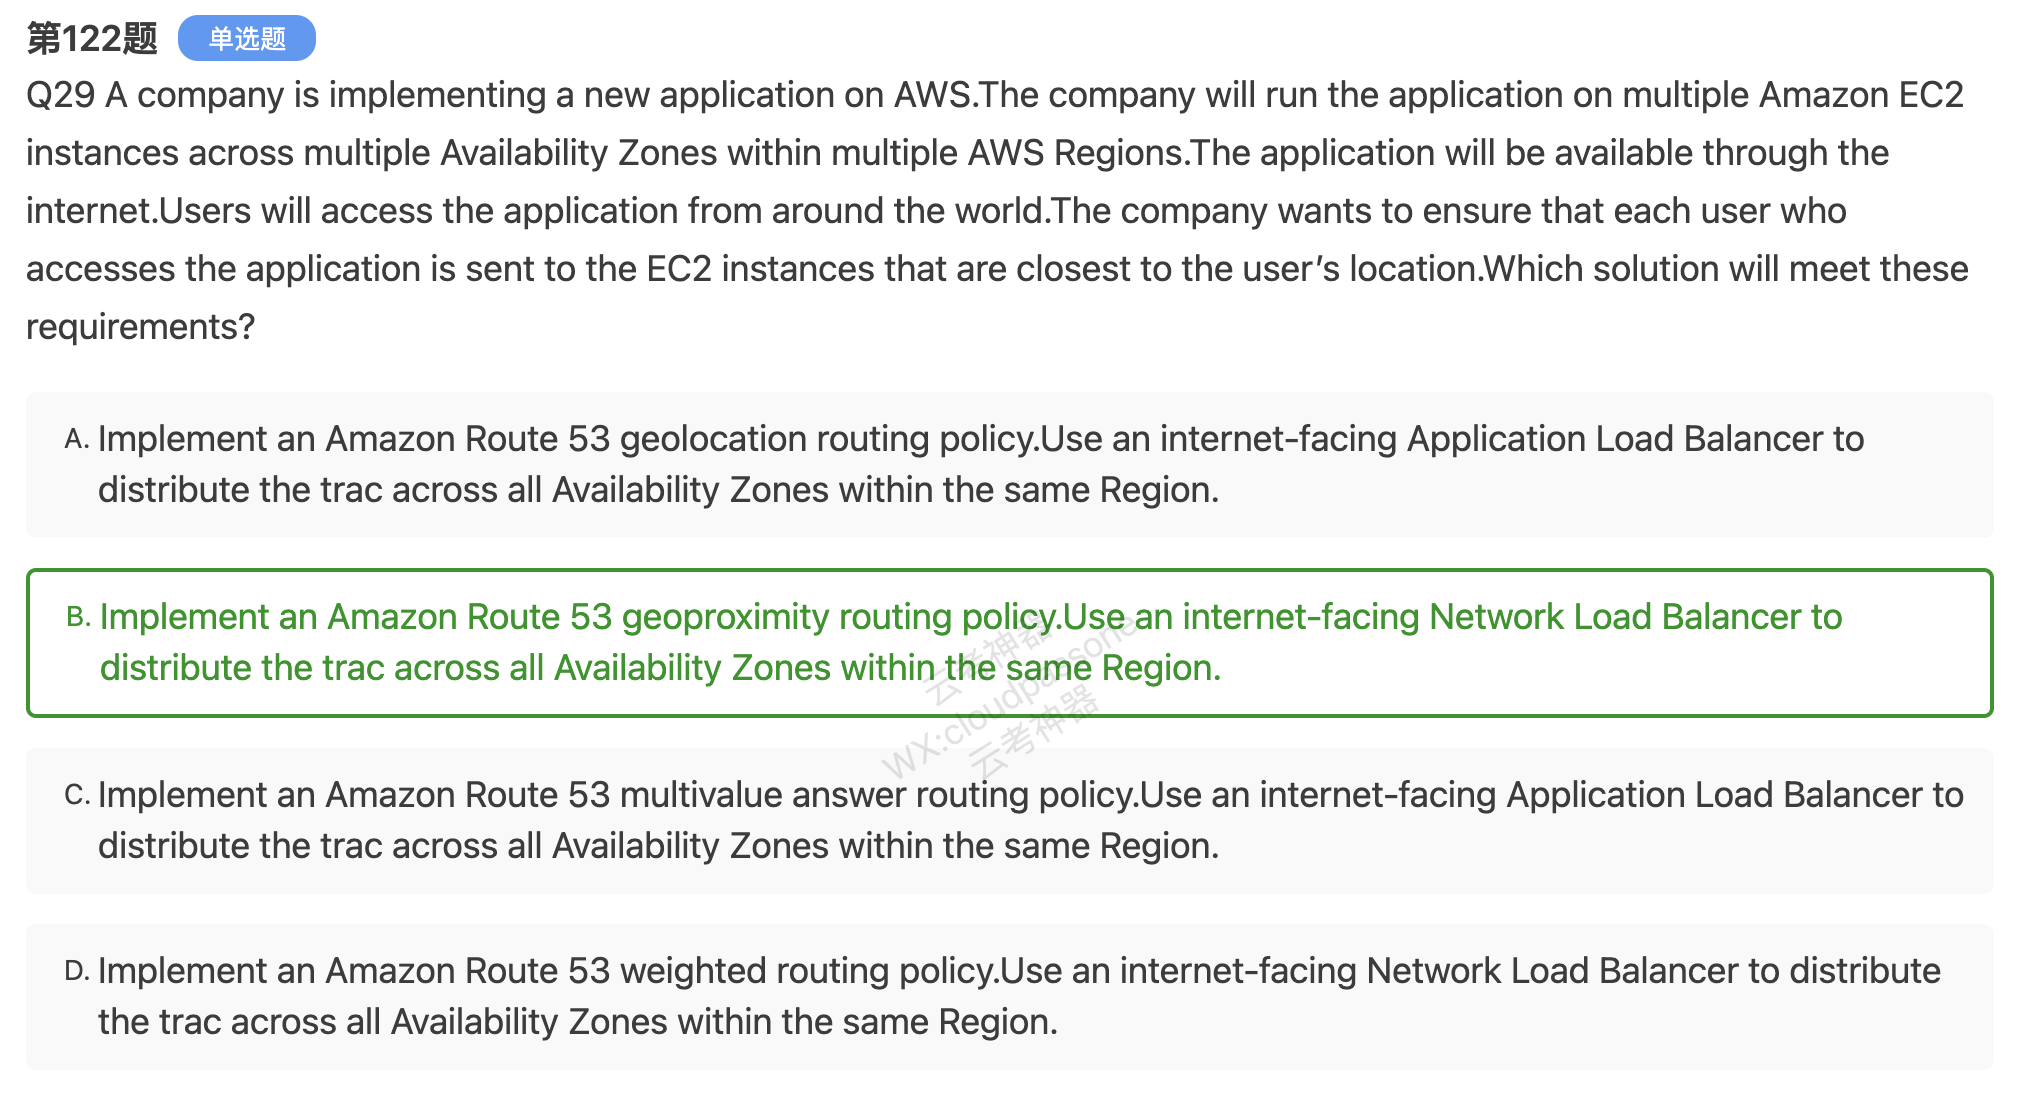 第122题 单选题
Q29 A company is implementing a new application on AWS.The company will run the application on multiple Amazon EC2
instances across multiple Availability Zones within multiple AWS Regions.The application will be available through the
internet.Users will access the application from around the world.The company wants to ensure that each user who
accesses the application is sent to the EC2 instances that are closest to the user’s location.Which solution will meet these
requirements?
A. Implement an Amazon Route 53 geolocation routing policy.Use an internet-facing Application Load Balancer to
distribute the trac across all Availability Zones within the same Region.
B. Implement an Amazon Route 53 geoproximity routing policy.Use an internet-facing Network Load Balancer to
distribute the trac across all Availability Zones within the same Region.
云考神器
WX:cloudpassone
云考神器
C. Implement an Amazon Route 53 multivalue answer routing policy.Use an internet-facing Application Load Balancer to
distribute the trac across all Availability Zones within the same Region.
D. Implement an Amazon Route 53 weighted routing policy.Use an internet-facing Network Load Balancer to distribute
the trac across all Availability Zones within the same Region.